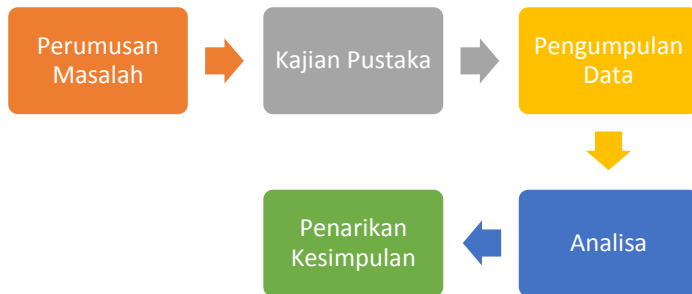 Perumusan
Masalah
Kajian Pustaka
Pengumpulan
Data
Analisa
Penarikan
Kesimpulan